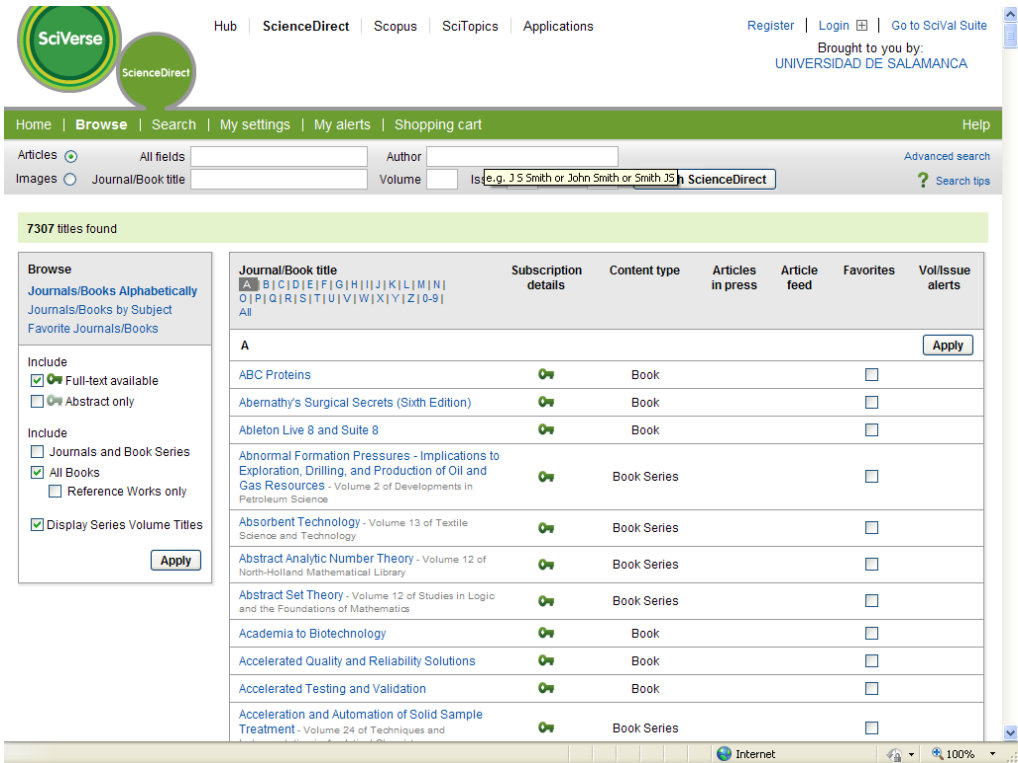 SciVerse
ScienceDirect
Hub | ScienceDirect | Scopus | SciTopics | Applications
Register | Login | Go to SciVal Suite
Brought to you by:
UNIVERSIDAD DE SALAMANCA
Home | Browse | Search | My settings | My alerts | Shopping cart
Help
Articles All fields Author
Advanced search
Images Journal/Book title Volume
e.g. J S Smith or John Smith or Smith JS
ScienceDirect
? Search tips
7307 titles found
Browse
Journals/Books Alphabetically
Journals/Books by Subject
Favorite Journals/Books
Include
Full-text available
Abstract only
Include
Journals and Book Series
All Books
Reference Works only
Display Series Volume Titles
Apply
Journal/Book title
A | B | C | D | E | F | G | H | I | J | K | L | M | N |
O | P | Q | R | S | T | U | V | W | X | Y | Z | 0-9 |
All
Subscription
details
Content type
Articles
in press
Article
feed
Favorites
Vol/Issue
alerts
A
Apply
ABC Proteins Book
Abernathy's Surgical Secrets (Sixth Edition) Book
Ableton Live 8 and Suite 8 Book
Abnormal Formation Pressures - Implications to
Exploration, Drilling, and Production of Oil and
Gas Resources - Volume 2 of Developments in
Petroleum Science
Book Series
Absorbent Technology - Volume 13 of Textile
Science and Technology
Book Series
Abstract Analytic Number Theory - Volume 12 of
North-Holland Mathematical Library
Book Series
Abstract Set Theory - Volume 12 of Studies in Logic
and the Foundations of Mathematics
Book Series
Academia to Biotechnology Book
Accelerated Quality and Reliability Solutions Book
Accelerated Testing and Validation Book
Acceleration and Automation of Solid Sample
Treatment - Volume 24 of Techniques and
Book Series
Internet
100%